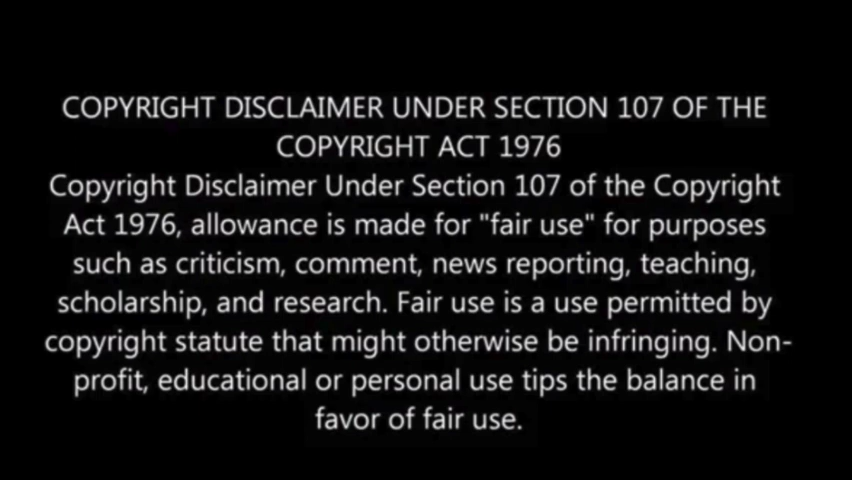 COPYRIGHT DISCLAIMER UNDER SECTION 107 OF THE
COPYRIGHT ACT 1976
Copyright Disclaimer Under Section 107 of the Copyright
Act 1976, allowance is made for "fair use" for purposes
such as criticism, comment, news reporting, teaching,
scholarship, and research. Fair use is a use permitted by
copyright statute that might otherwise be infringing. Non-
profit, educational or personal use tips the balance in
favor of fair use.